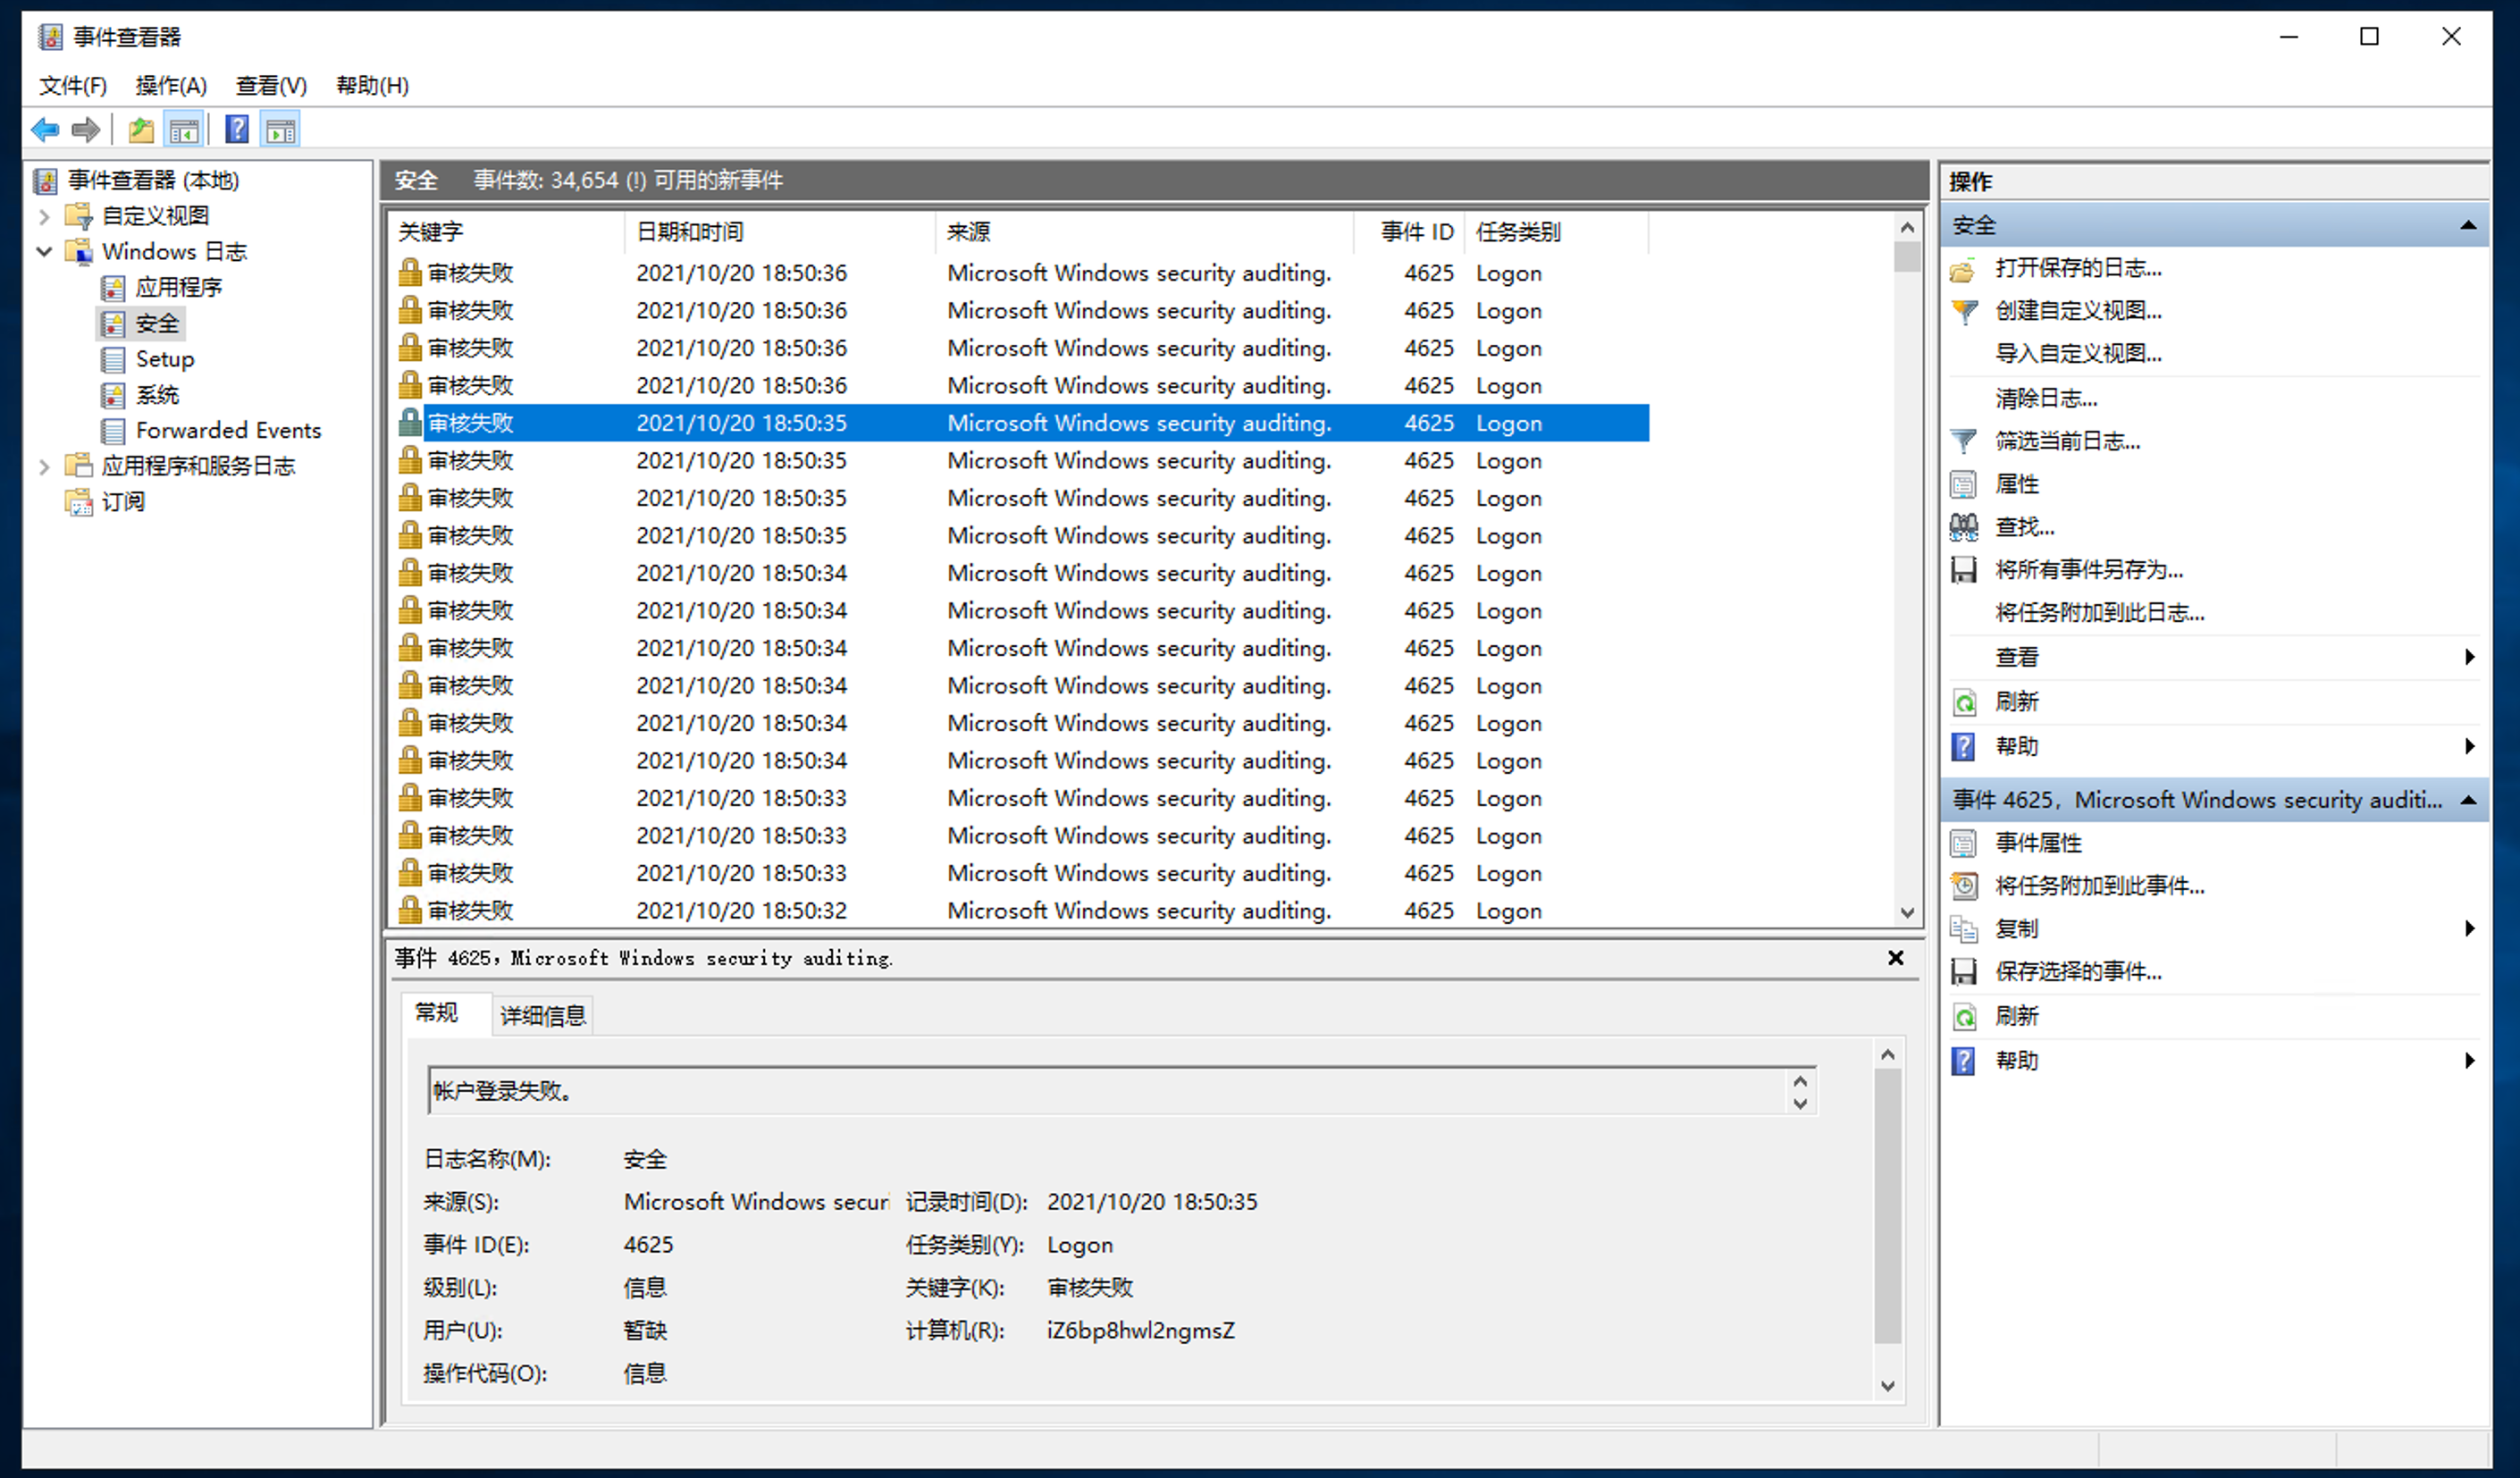 事件查看器
文件(F) 操作(A) 查看(V) 帮助(H)
事件查看器 (本地)
自定义视图
Windows 日志
应用程序
安全
Setup
系统
Forwarded Events
应用程序和服务日志
订阅
安全 事件数: 34,654 (!) 可用的新事件
关键字 日期和时间 来源 事件 ID 任务类别
审核失败 2021/10/20 18:50:36 Microsoft Windows security auditing. 4625 Logon
审核失败 2021/10/20 18:50:36 Microsoft Windows security auditing. 4625 Logon
审核失败 2021/10/20 18:50:36 Microsoft Windows security auditing. 4625 Logon
审核失败 2021/10/20 18:50:36 Microsoft Windows security auditing. 4625 Logon
审核失败 2021/10/20 18:50:35 Microsoft Windows security auditing. 4625 Logon
审核失败 2021/10/20 18:50:35 Microsoft Windows security auditing. 4625 Logon
审核失败 2021/10/20 18:50:35 Microsoft Windows security auditing. 4625 Logon
审核失败 2021/10/20 18:50:35 Microsoft Windows security auditing. 4625 Logon
审核失败 2021/10/20 18:50:34 Microsoft Windows security auditing. 4625 Logon
审核失败 2021/10/20 18:50:34 Microsoft Windows security auditing. 4625 Logon
审核失败 2021/10/20 18:50:34 Microsoft Windows security auditing. 4625 Logon
审核失败 2021/10/20 18:50:34 Microsoft Windows security auditing. 4625 Logon
审核失败 2021/10/20 18:50:34 Microsoft Windows security auditing. 4625 Logon
审核失败 2021/10/20 18:50:34 Microsoft Windows security auditing. 4625 Logon
审核失败 2021/10/20 18:50:33 Microsoft Windows security auditing. 4625 Logon
审核失败 2021/10/20 18:50:33 Microsoft Windows security auditing. 4625 Logon
审核失败 2021/10/20 18:50:33 Microsoft Windows security auditing. 4625 Logon
审核失败 2021/10/20 18:50:32 Microsoft Windows security auditing. 4625 Logon
事件 4625，Microsoft Windows security auditing.
常规 详细信息
帐户登录失败。
日志名称(M): 安全
来源(S): Microsoft Windows securi 记录时间(D): 2021/10/20 18:50:35
事件 ID(E): 4625 任务类别(Y): Logon
级别(L): 信息 关键字(K): 审核失败
用户(U): 暂缺 计算机(R): iZ6bp8hwl2ngmsZ
操作代码(O): 信息
操作
安全
打开保存的日志...
创建自定义视图...
导入自定义视图...
清除日志...
筛选当前日志...
属性
查找...
将所有事件另存为...
将任务附加到此日志...
查看
刷新
帮助
事件 4625，Microsoft Windows security auditi...
事件属性
将任务附加到此事件...
复制
保存选择的事件...
刷新
帮助